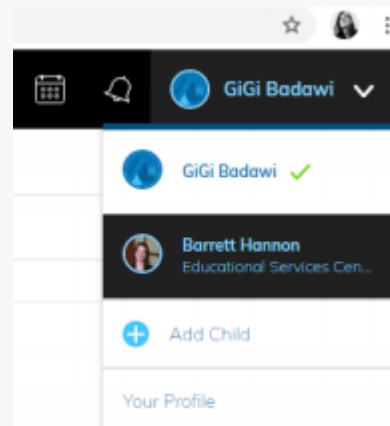 GiGi Badawi
GiGi Badawi
Barrett Hannon
Educational Services Cen...
Add Child
Your Profile